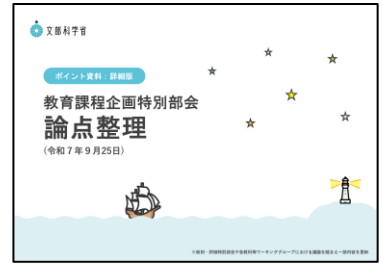 文部科学省
ポイント資料：詳細版
教育課程企画特別部会
論点整理
（令和７年９月25日）